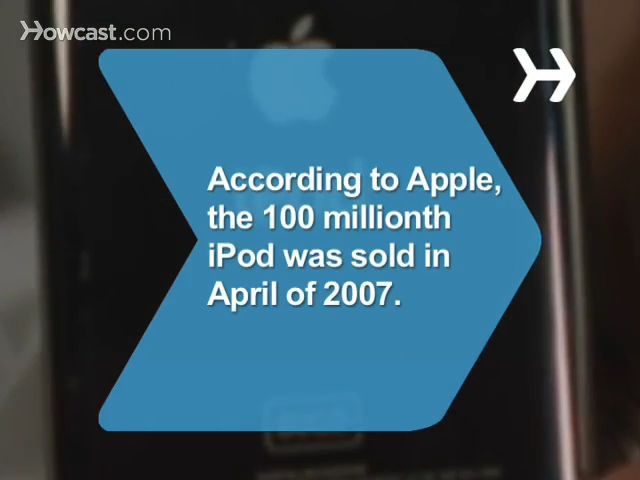 Howcast.com
According to Apple,
the 100 millionth
iPod was sold in
April of 2007.